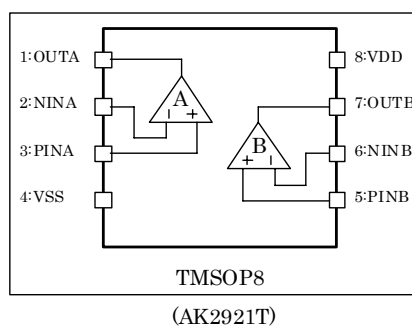 1:OUTA
8:VDD
2:NINA
A
7:OUTB
3:PINA
B
6:NINB
4:VSS
5:PINB
TMSOP8
(AK2921T)